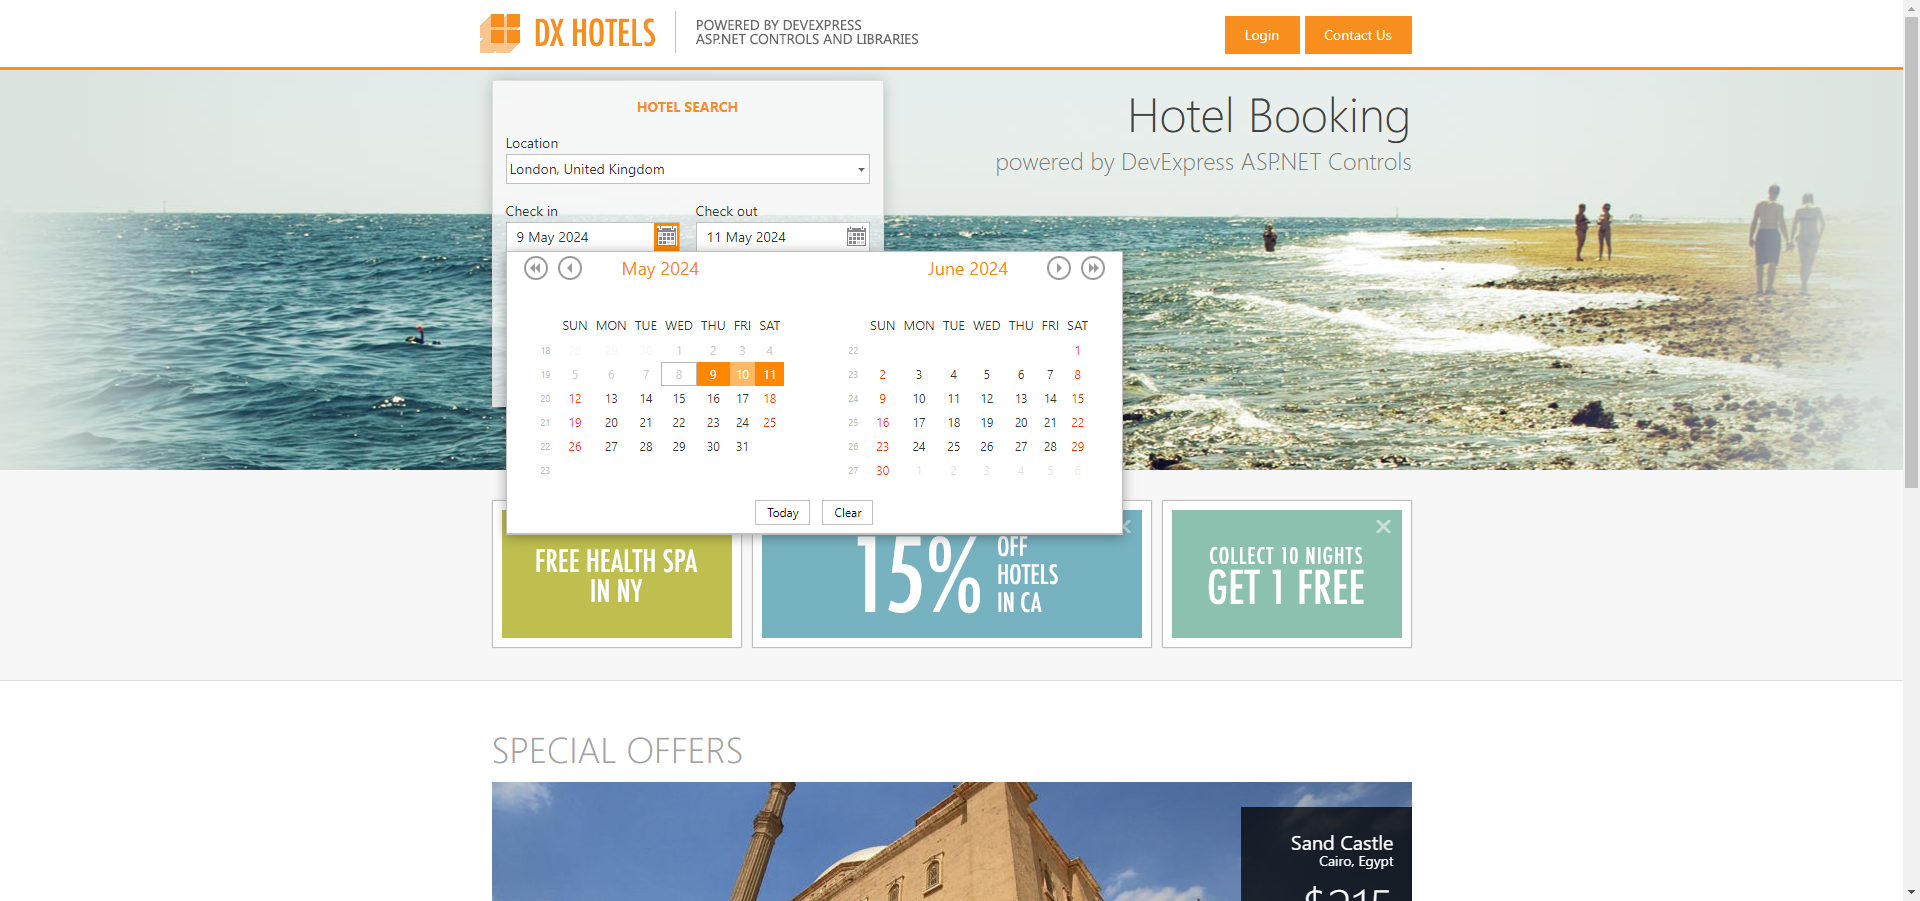 DX HOTELS
POWERED BY DEVEXPRESS
ASP.NET CONTROLS AND LIBRARIES
Login
Contact Us
HOTEL SEARCH
Location
London, United Kingdom
Check in
Check out
9 May 2024
11 May 2024
Hotel Booking
powered by DevExpress ASP.NET Controls
May 2024
June 2024
SUN MON TUE WED THU FRI SAT
18 28 29 30 1 2 3 4
19 5 6 7 8 9 10 11
20 12 13 14 15 16 17 18
21 19 20 21 22 23 24 25
22 26 27 28 29 30 31
23
SUN MON TUE WED THU FRI SAT
22 1
23 2 3 4 5 6 7 8
24 9 10 11 12 13 14 15
25 16 17 18 19 20 21 22
26 23 24 25 26 27 28 29
27 30 1 2 3 4 5 6
Today
Clear
FREE HEALTH SPA
IN NY
15%
OFF
HOTELS
IN CA
COLLECT 10 NIGHTS
GET 1 FREE
SPECIAL OFFERS
Sand Castle
Cairo, Egypt
$215